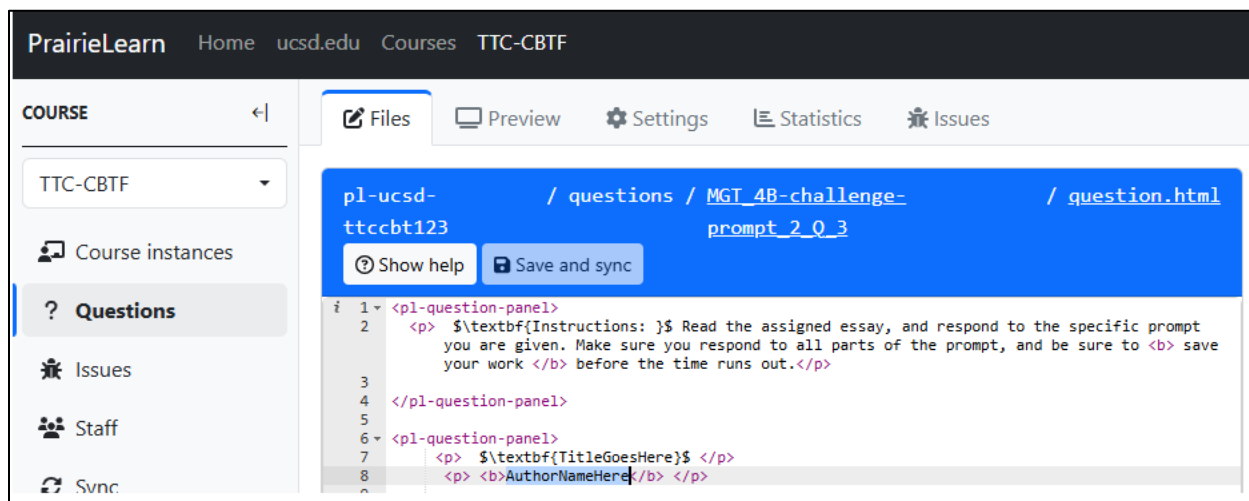 PrairieLearn Home ucsd.edu Courses TTC-CBTF
COURSE
TTC-CBTF
Course instances
Questions
Issues
Staff
Sync
Files Preview Settings Statistics Issues
pl-ucsd- / questions / MGT_4B-challenge- / question.html
ttccbt123 prompt_2_Q_3
Show help Save and sync
1 <pl-question-panel>
2 <p> $\textbf{Instructions: }$ Read the assigned essay, and respond to the specific prompt
you are given. Make sure you respond to all parts of the prompt, and be sure to <b> save
your work </b> before the time runs out.</p>
3
4 </pl-question-panel>
5
6 <pl-question-panel>
7 <p> $\textbf{TitleGoesHere}$ </p>
8 <p> <b>AuthorNameHere</b> </p>